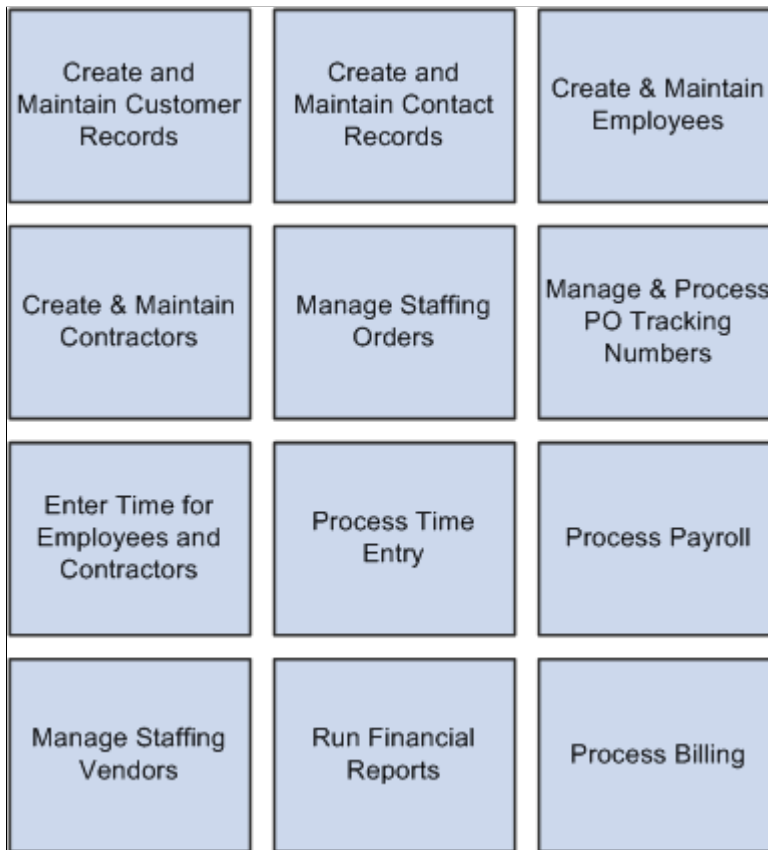 Create and
Maintain Customer
Records
Create and
Maintain Contact
Records
Create & Maintain
Employees
Create & Maintain
Contractors
Manage Staffing
Orders
Manage & Process
PO Tracking
Numbers
Enter Time for
Employees and
Contractors
Process Time
Entry
Process Payroll
Manage Staffing
Vendors
Run Financial
Reports
Process Billing